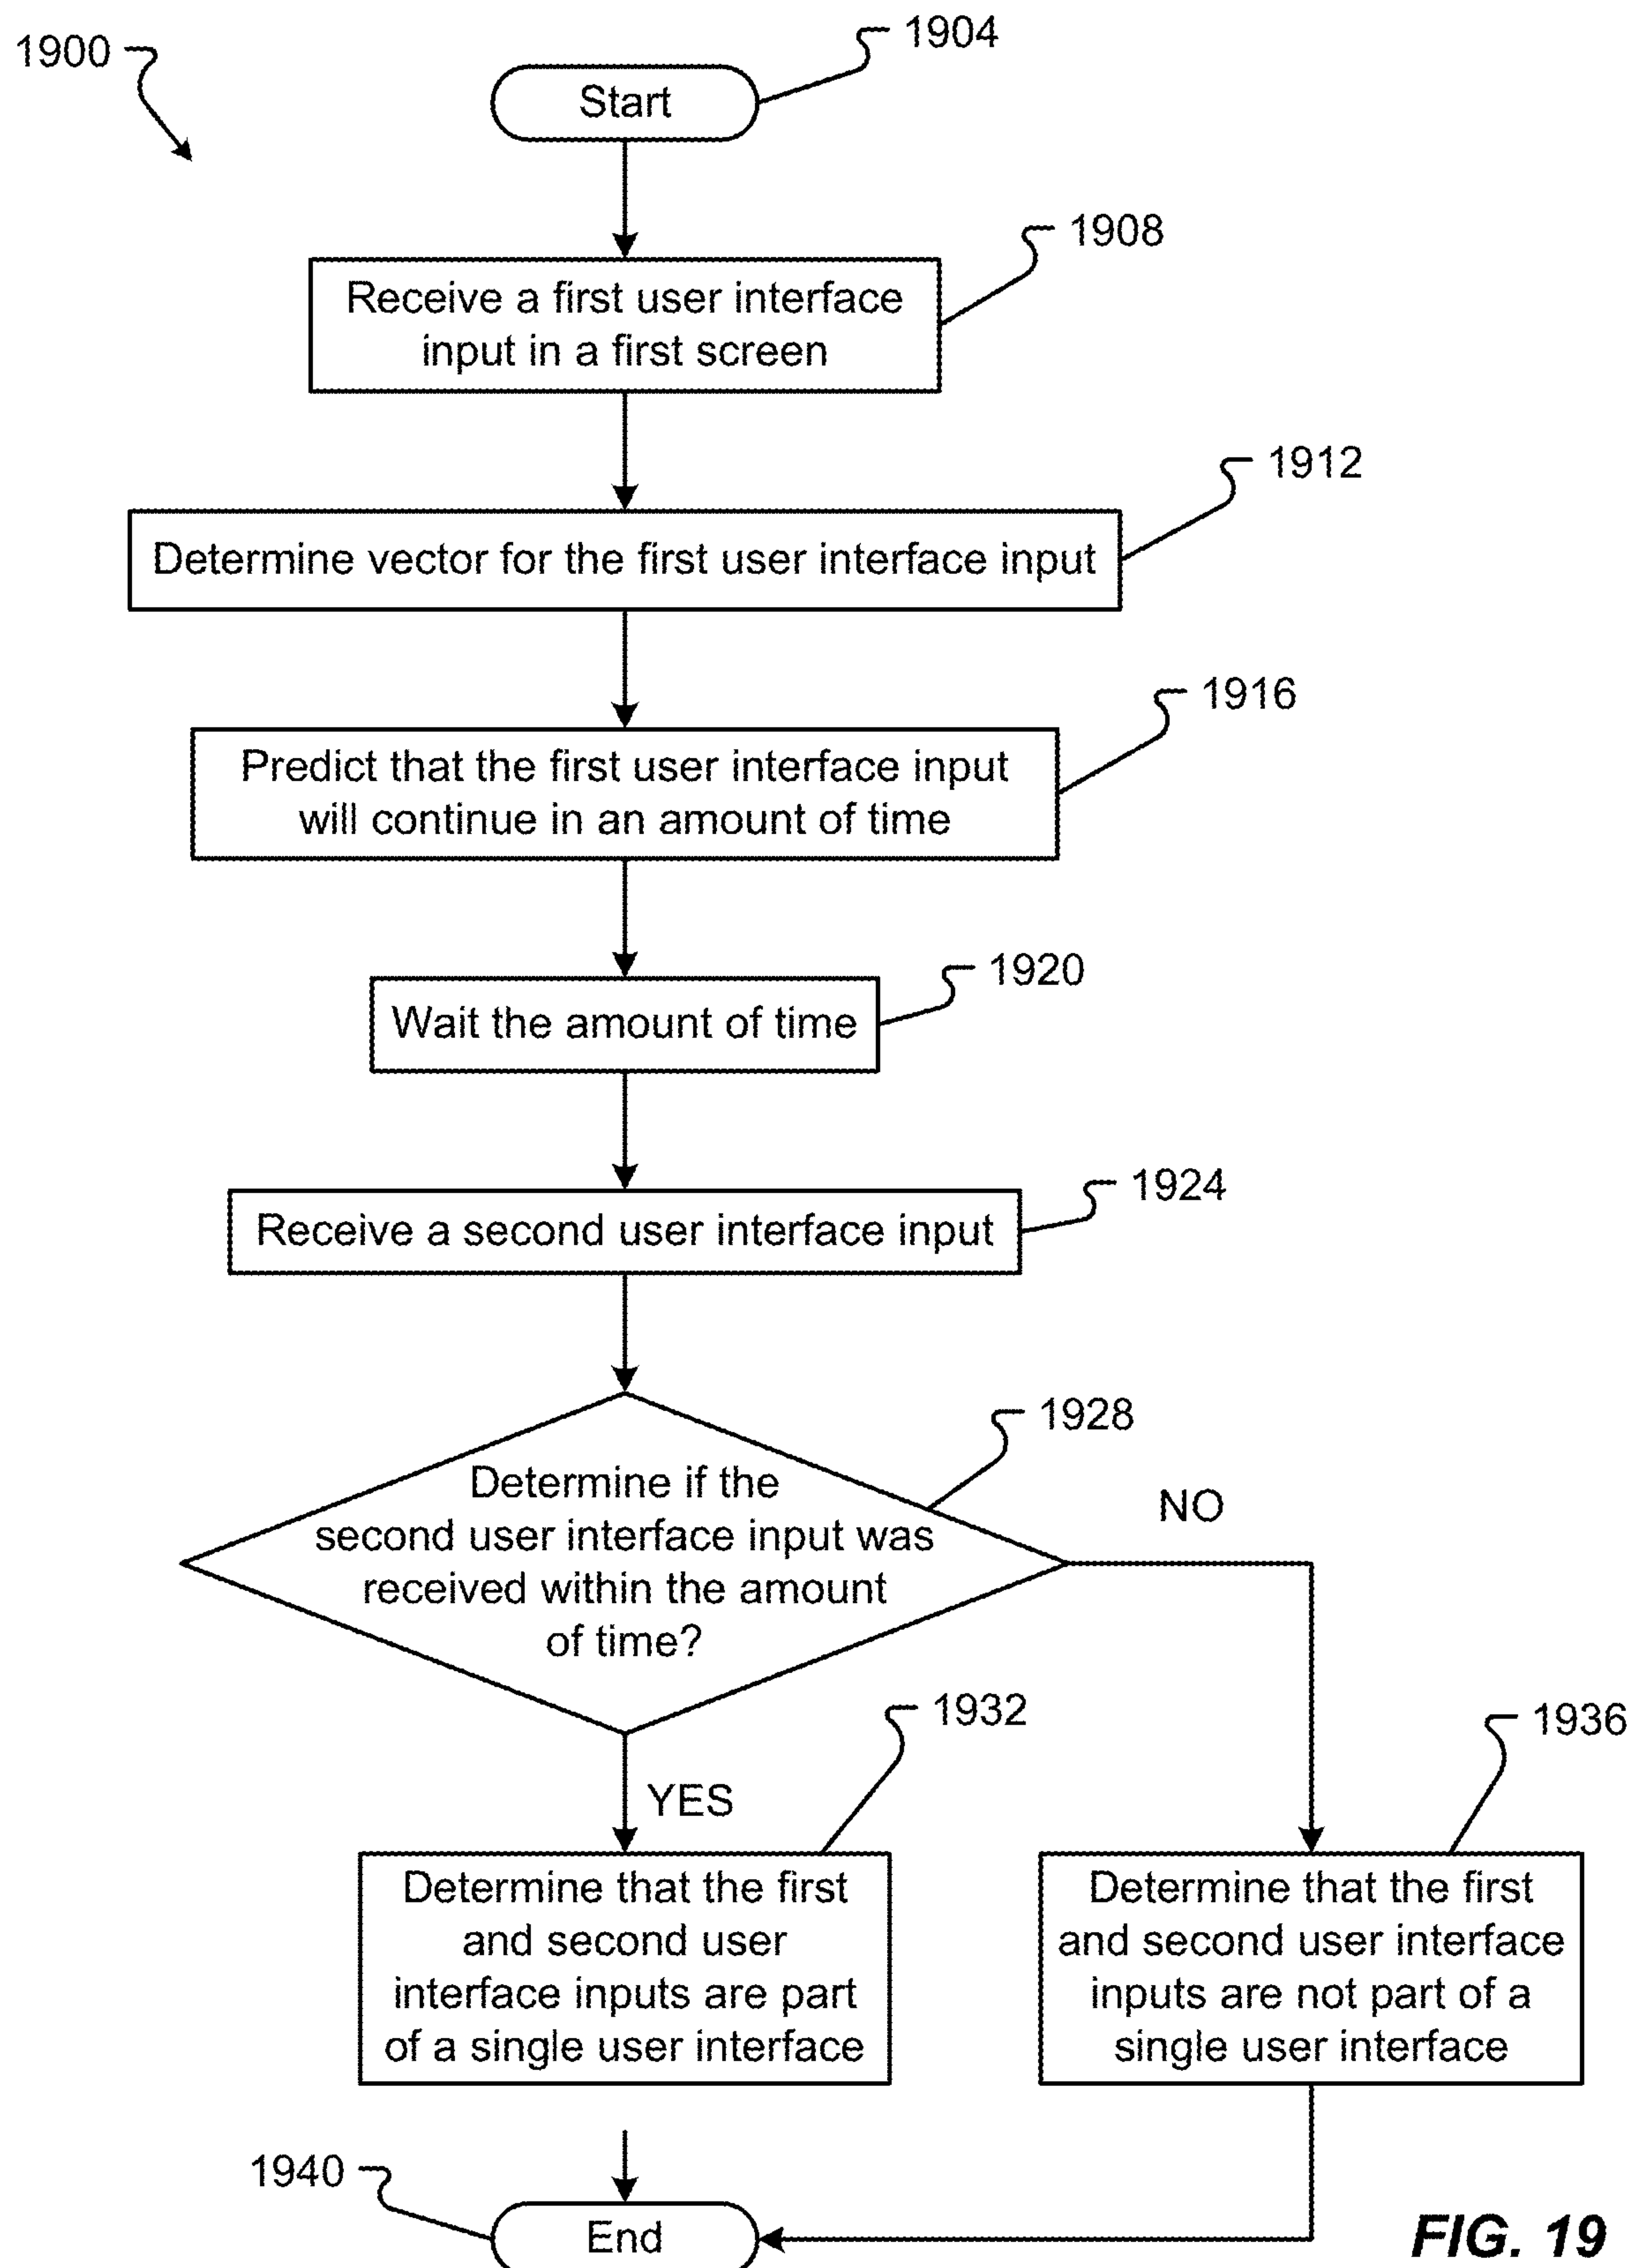 1900
1904
Start
1908
Receive a first user interface
input in a first screen
1912
Determine vector for the first user interface input
1916
Predict that the first user interface input
will continue in an amount of time
1920
Wait the amount of time
1924
Receive a second user interface input
1928
Determine if the
second user interface input was
received within the amount
of time?
NO
YES
1932
Determine that the first
and second user
interface inputs are part
of a single user interface
1936
Determine that the first
and second user interface
inputs are not part of a
single user interface
1940
End
FIG. 19